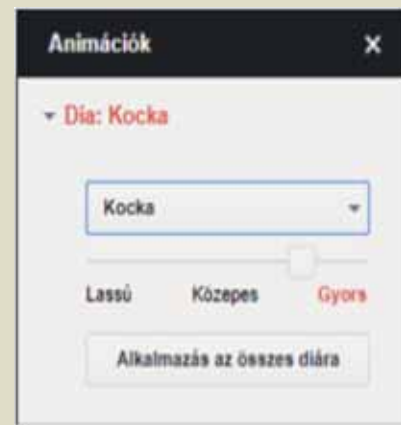 Animációk ×
Dia: Kocka
Kocka
Lassú Közepes Gyors
Alkalmazás az összes diára